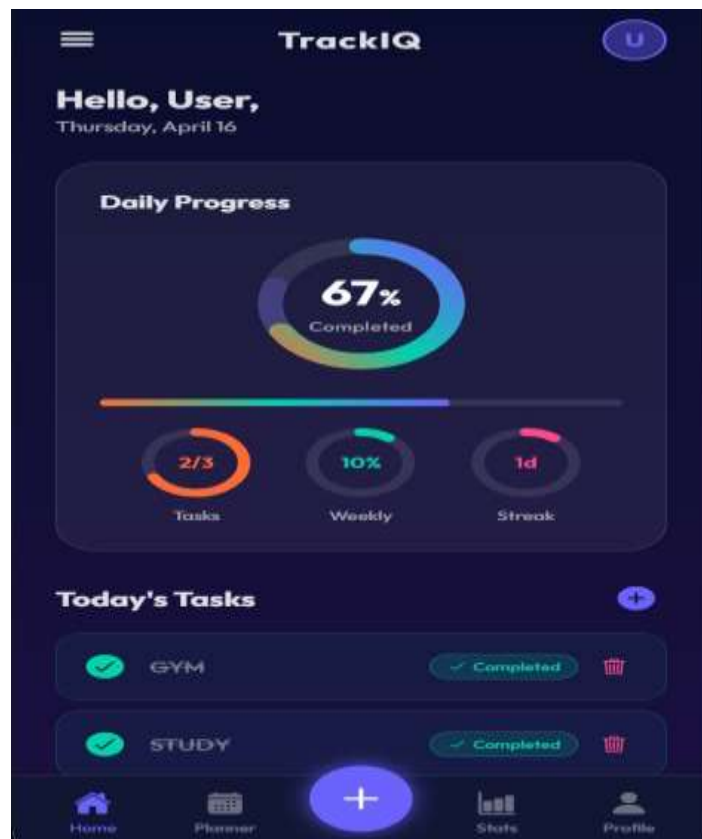 TrackIQ U
Hello, User,
Thursday, April 16
Daily Progress
67%
Completed
2/3 10% 1d
Tasks Weekly Streak
Today's Tasks +
GYM ✓ Completed
STUDY ✓ Completed
+
Home Planner Stats Profile